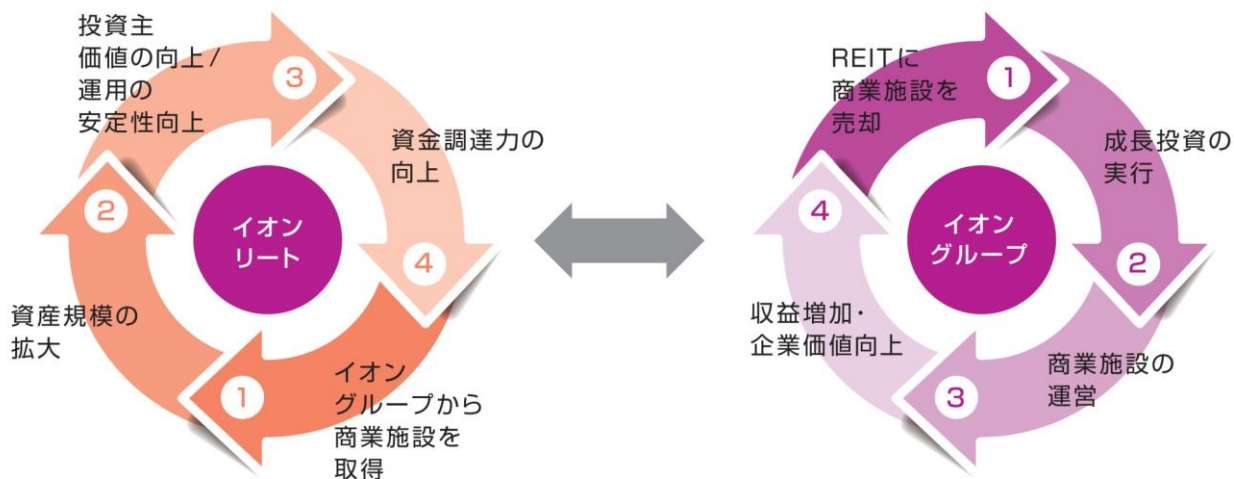 投資主
価値の向上/
運用の
安定性向上
③
資金調達力の
向上
②
イオン
リート
④
資産規模の
拡大
①
イオン
グループから
商業施設を
取得
REITに
商業施設を
売却
①
成長投資の
実行
④
イオン
グループ
②
収益増加・
企業価値向上
③
商業施設の
運営